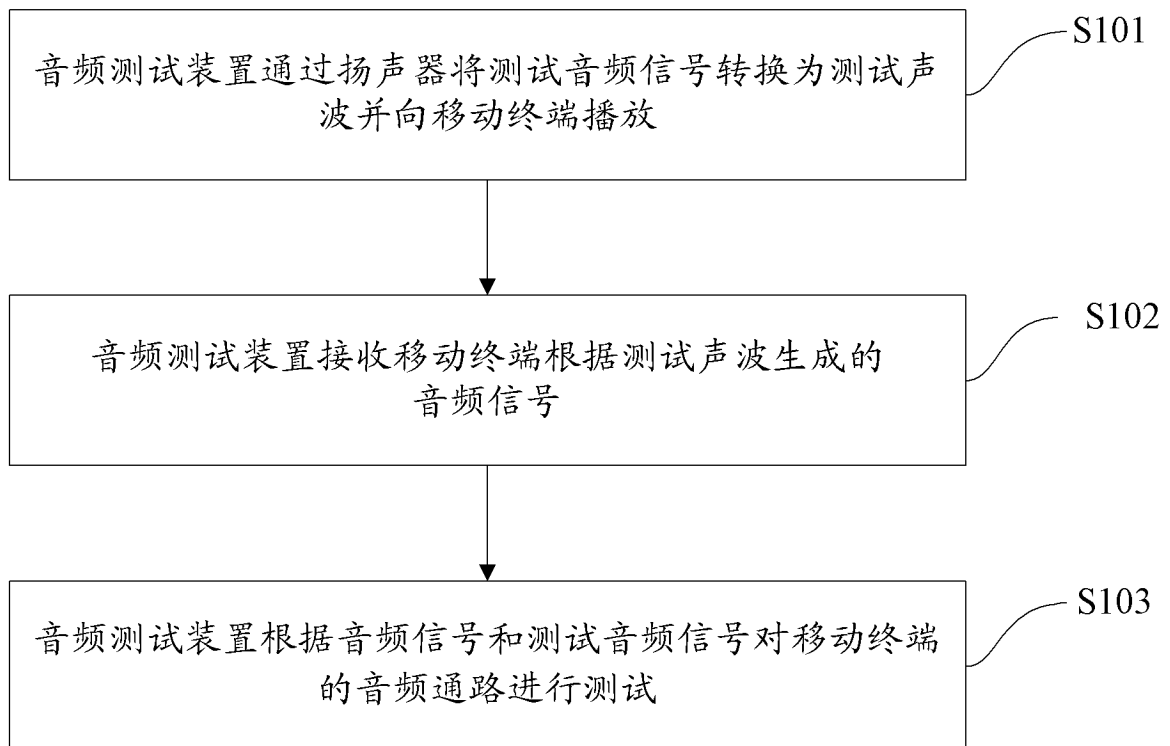 音频测试装置通过扬声器将测试音频信号转换为测试声
波并向移动终端播放
S101
音频测试装置接收移动终端根据测试声波生成的
音频信号
S102
音频测试装置根据音频信号和测试音频信号对移动终端
的音频通路进行测试
S103